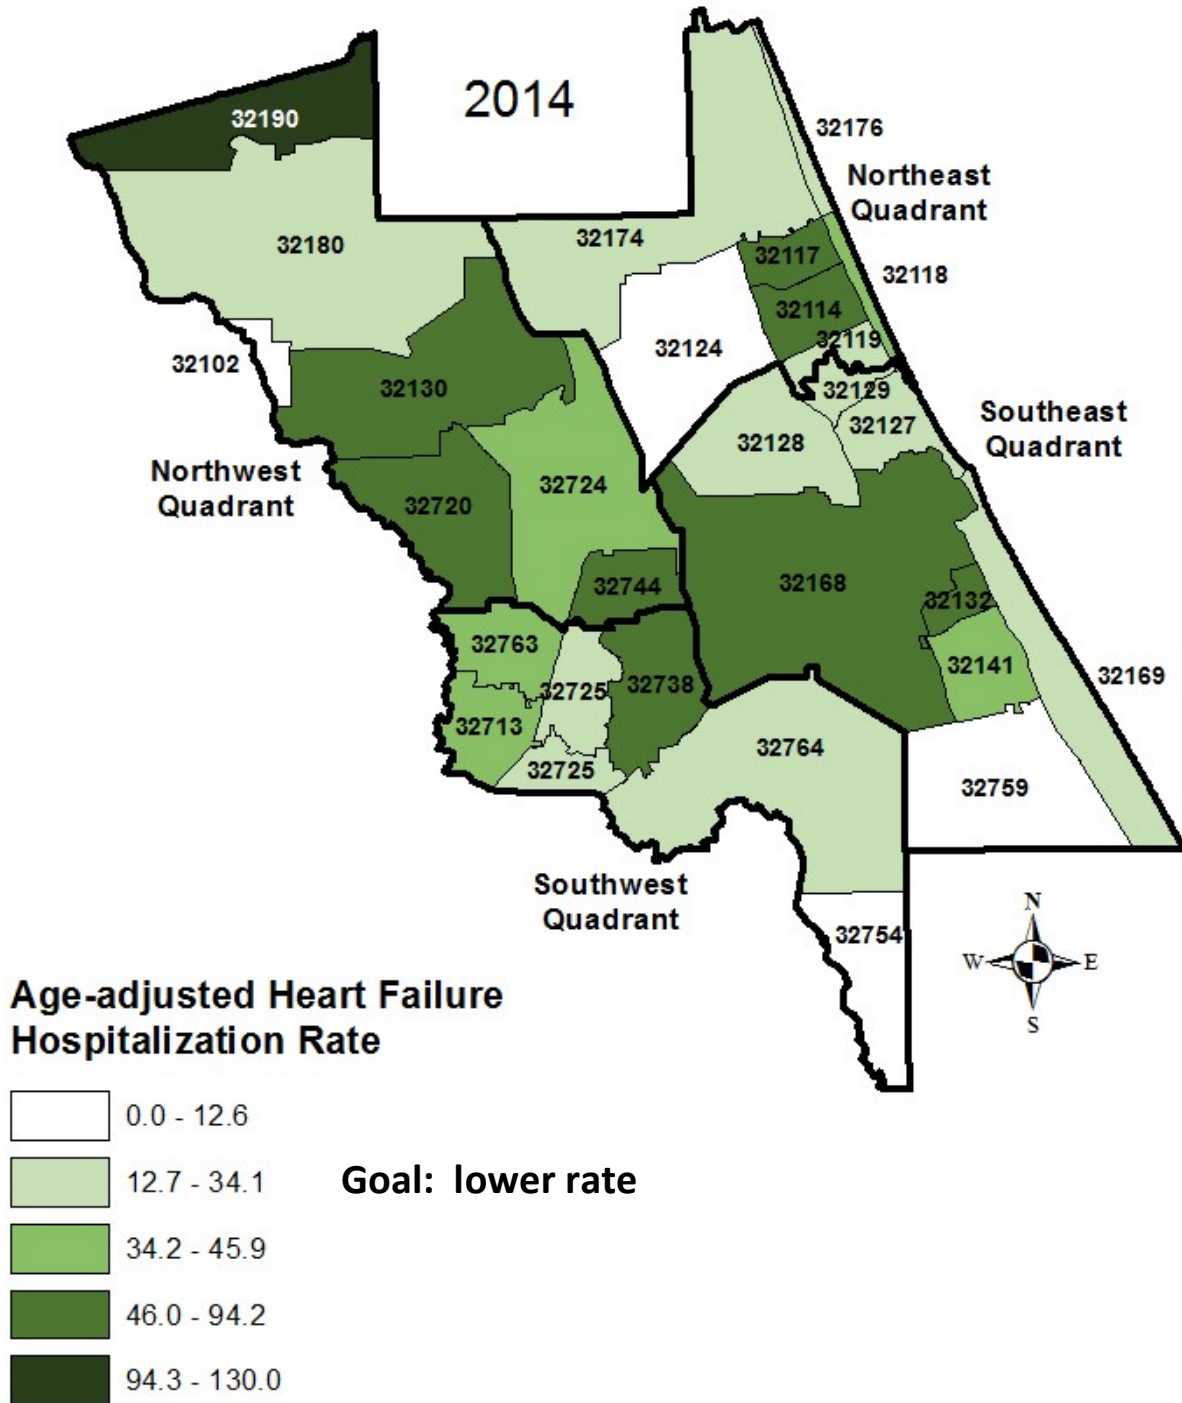 2014
32190
32176
Northeast
Quadrant
32180
32174
32117
32118
32114
32119
32124
32102
32130
32129
32127
32128
Southeast
Quadrant
Northwest
Quadrant
32724
32720
32744
32168
32132
32763
32141
32725
32738
32169
32713
32764
32725
32759
Southwest
Quadrant
32754
N
W
E
S
Age-adjusted Heart Failure
Hospitalization Rate
0.0 - 12.6
12.7 - 34.1
Goal: lower rate
34.2 - 45.9
46.0 - 94.2
94.3 - 130.0